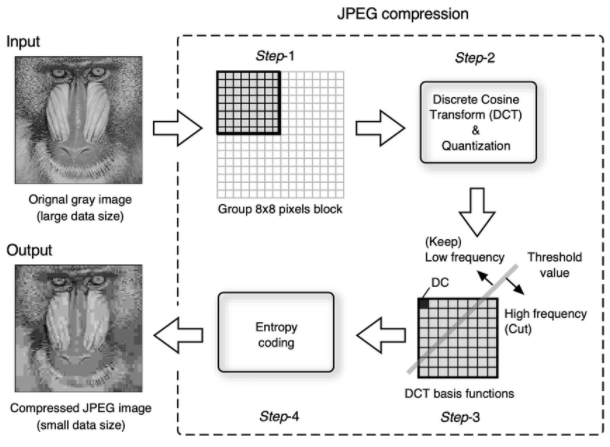 JPEG compression
Input
Step-1
Step-2
Discrete Cosine
Transform (DCT)
&
Quantization
Orignal gray image
(large data size)
Group 8x8 pixels block
Output
(Keep)
Low frequency
Threshold
value
DC
High frequency
(Cut)
Entropy
coding
DCT basis functions
Compressed JPEG image
(small data size)
Step-4
Step-3